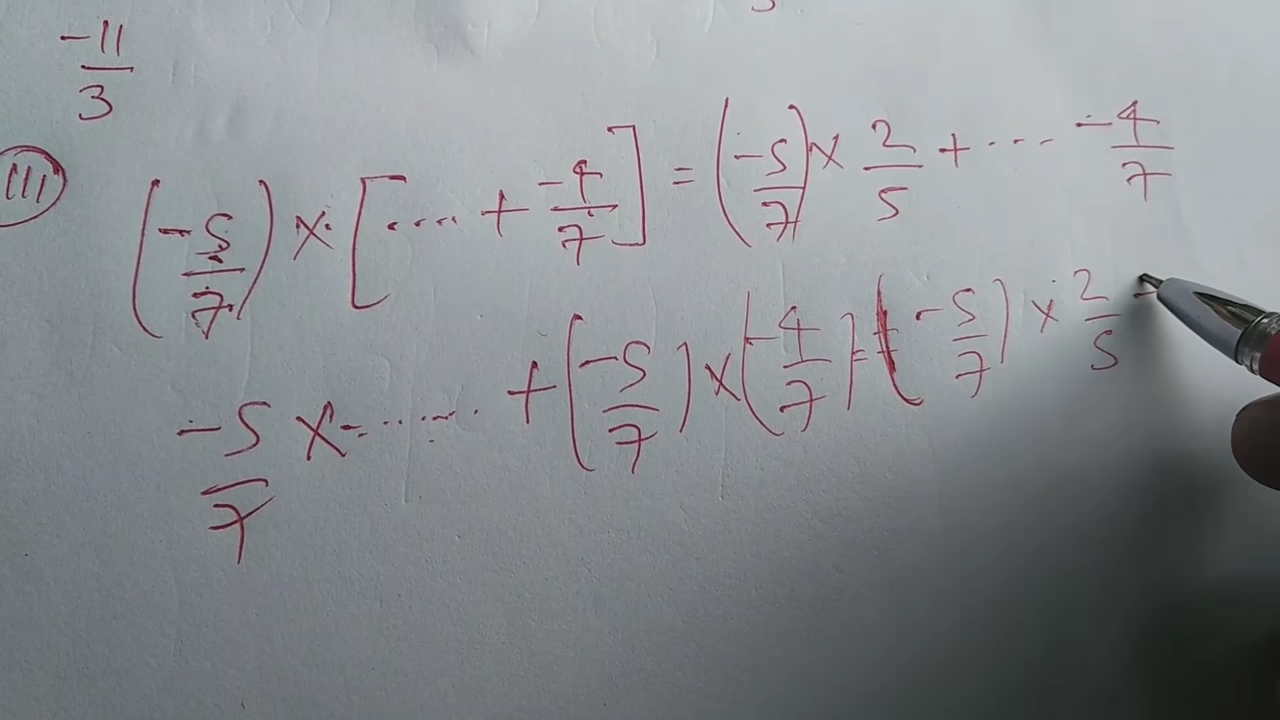 -11/3
(III) (-5/7) × [.... + -4/7] = (-5/7) × 2/5 + .... -4/7
-5/7 × ....... + (-5/7) × (-4/7) = (-5/7) × 2/5